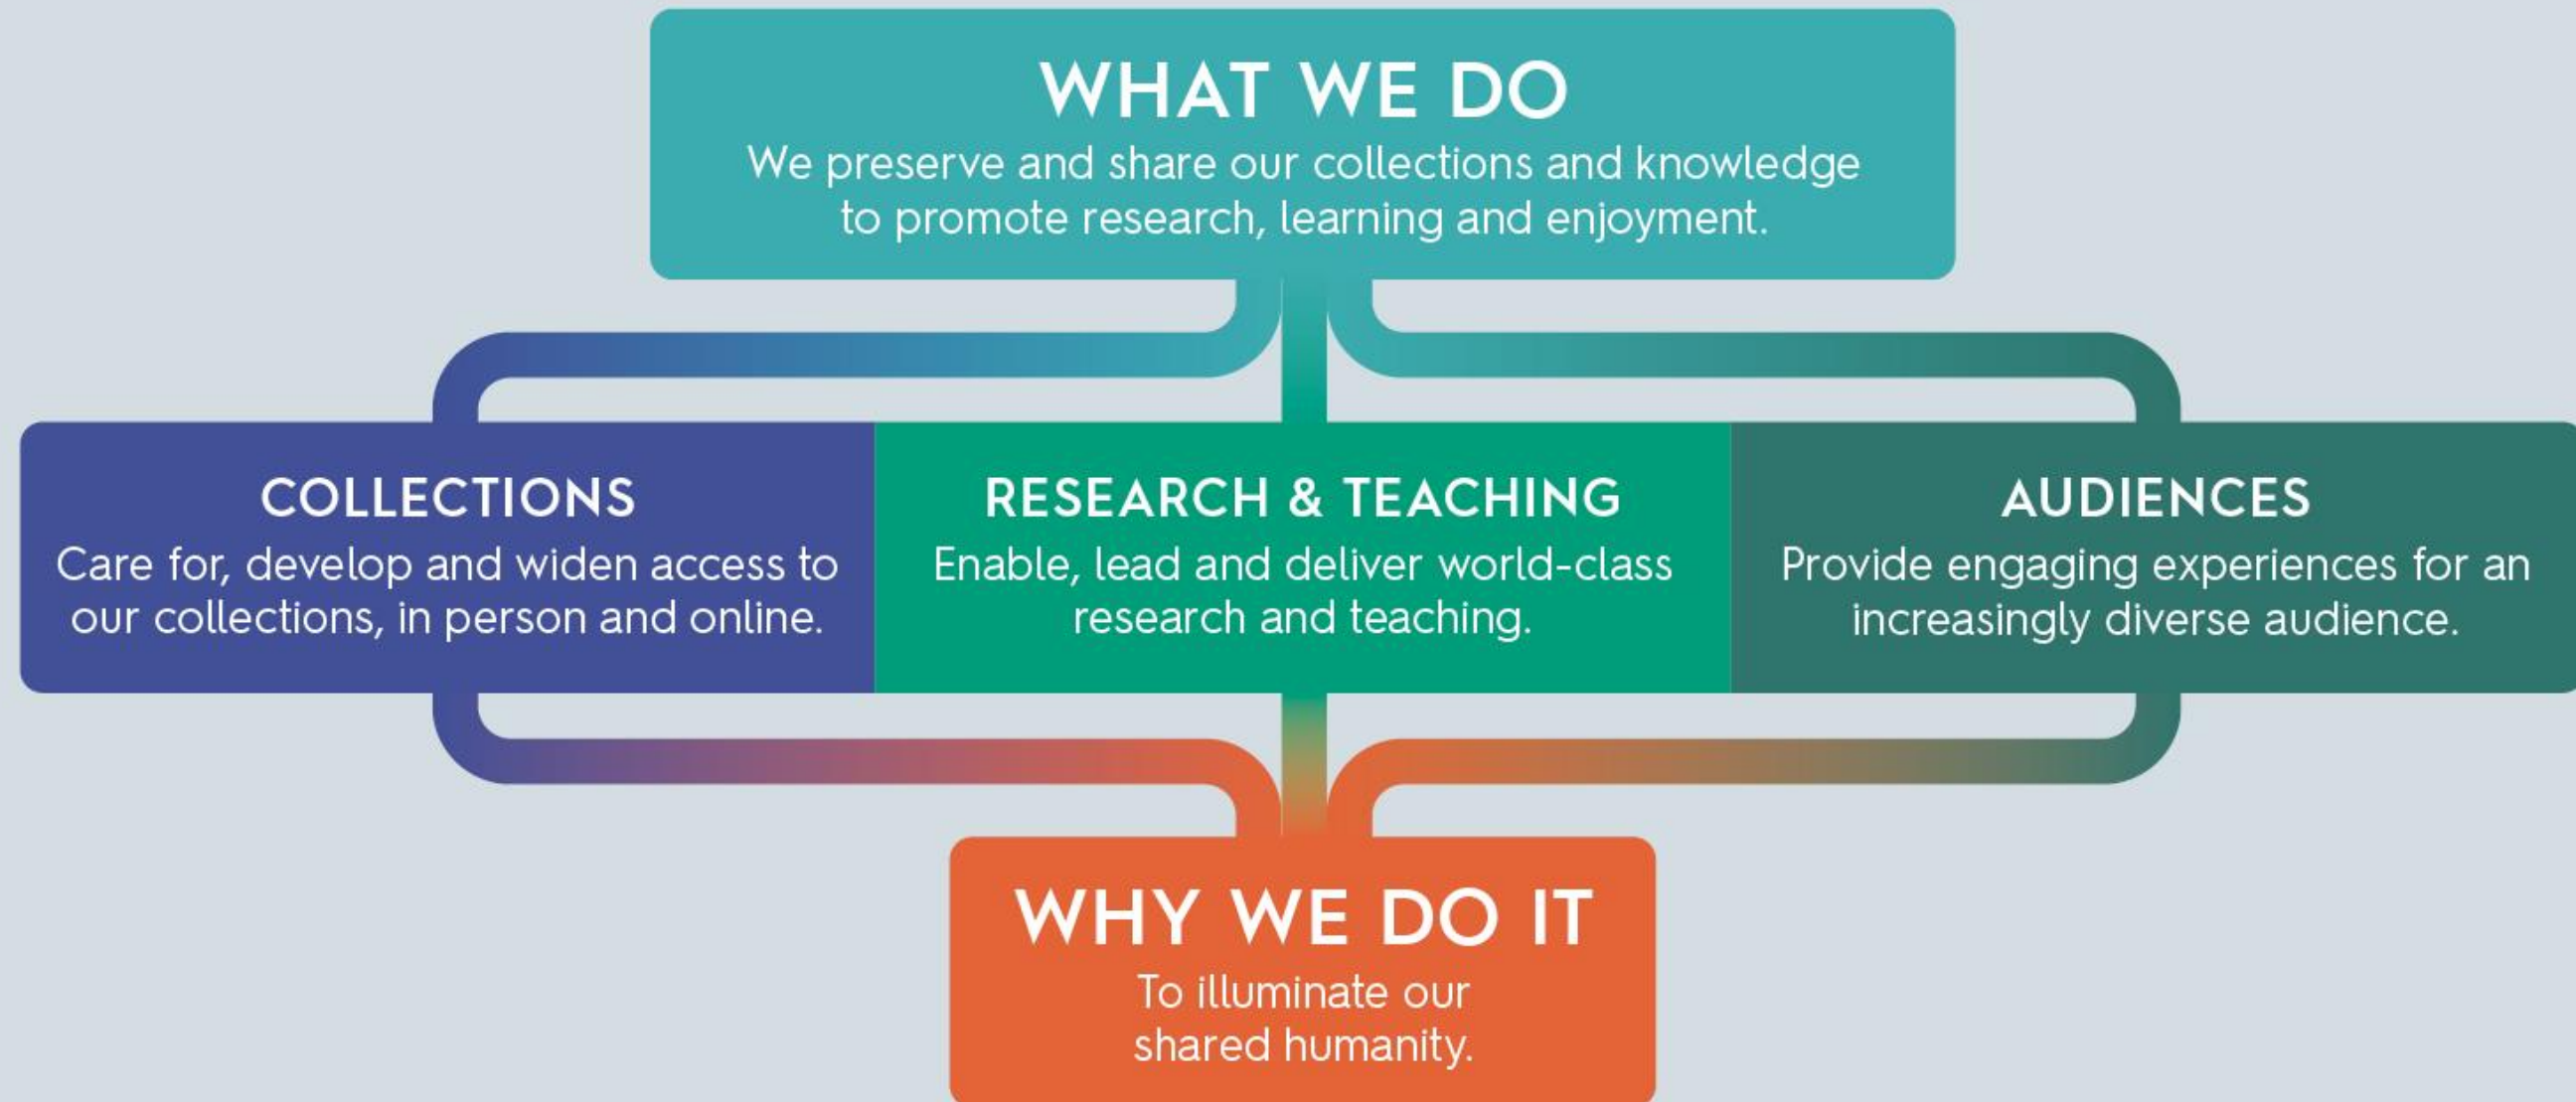 WHAT WE DO
We preserve and share our collections and knowledge
to promote research, learning and enjoyment.
COLLECTIONS
Care for, develop and widen access to
our collections, in person and online.
RESEARCH & TEACHING
Enable, lead and deliver world-class
research and teaching.
AUDIENCES
Provide engaging experiences for an
increasingly diverse audience.
WHY WE DO IT
To illuminate our
shared humanity.